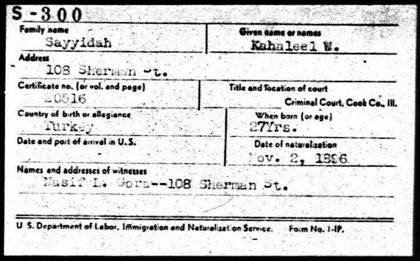 S-300
Family name Given name or names
Sayyidah Kahaleel W.
Address
108 Sherman St.
Certificate no. (or vol. and page) Title and location of court
20516 Criminal Court, Cook Co., Ill.
Country of birth or allegiance When born (or age)
Turkey 27Yrs.
Date and port of arrival in U.S. Date of naturalization
Nov. 2, 1896
Names and addresses of witnesses
Nasif L. Gora--108 Sherman St.
U. S. Department of Labor, Immigration and Naturalization Service. Form No. 1-IP.